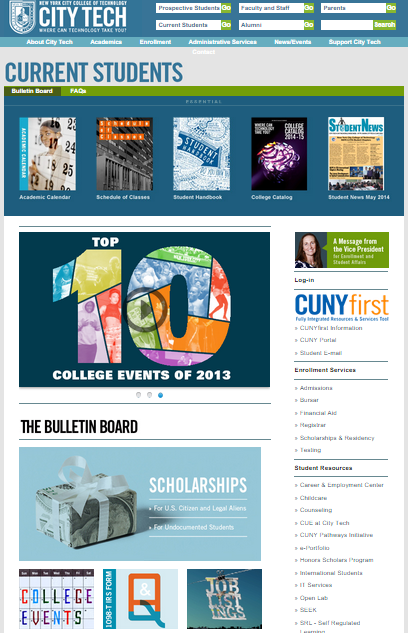 NEW YORK CITY COLLEGE OF TECHNOLOGY
CITY TECH
WHERE CAN TECHNOLOGY TAKE YOU?
Prospective Students Go
Faculty and Staff Go
Parents Go
Current Students Go
Alumni Go
Search
About City Tech
Academics
Enrollment
Administrative Services
News/Events
Support City Tech
Contact
CURRENT STUDENTS
Bulletin Board
FAQs
ESSENTIAL
ACADEMIC CALENDAR
Schedule of Classes
STUDENT HANDBOOK
WHERE CAN TECHNOLOGY TAKE YOU?
COLLEGE CATALOG 2014-15
STUDENT NEWS
Academic Calendar
Schedule of Classes
Student Handbook
College Catalog
Student News May 2014
TOP
10
COLLEGE EVENTS OF 2013
A Message from
the Vice President
for Enrollment and
Student Affairs
Log-in
CUNYfirst
Fully Integrated Resources & Services Tool
» CUNYfirst Information
» CUNY Portal
» Student E-mail
Enrollment Services
» Admissions
» Bursar
» Financial Aid
» Registrar
» Scholarships & Residency
» Testing
Student Resources
» Career & Employment Center
» Childcare
» Counseling
» CUE at City Tech
» CUNY Pathways Initiative
» e-Portfolio
» Honors Scholars Program
» International Students
» IT Services
» Open Lab
» SEEK
» SRL - Self Regulated
Learning
THE BULLETIN BOARD
SCHOLARSHIPS
» For U.S. Citizen and Legal Aliens
» For Undocumented Students
COLLEGE
EVENTS
1098-T IRS FORM
Q&A
JOB
LISTINGS